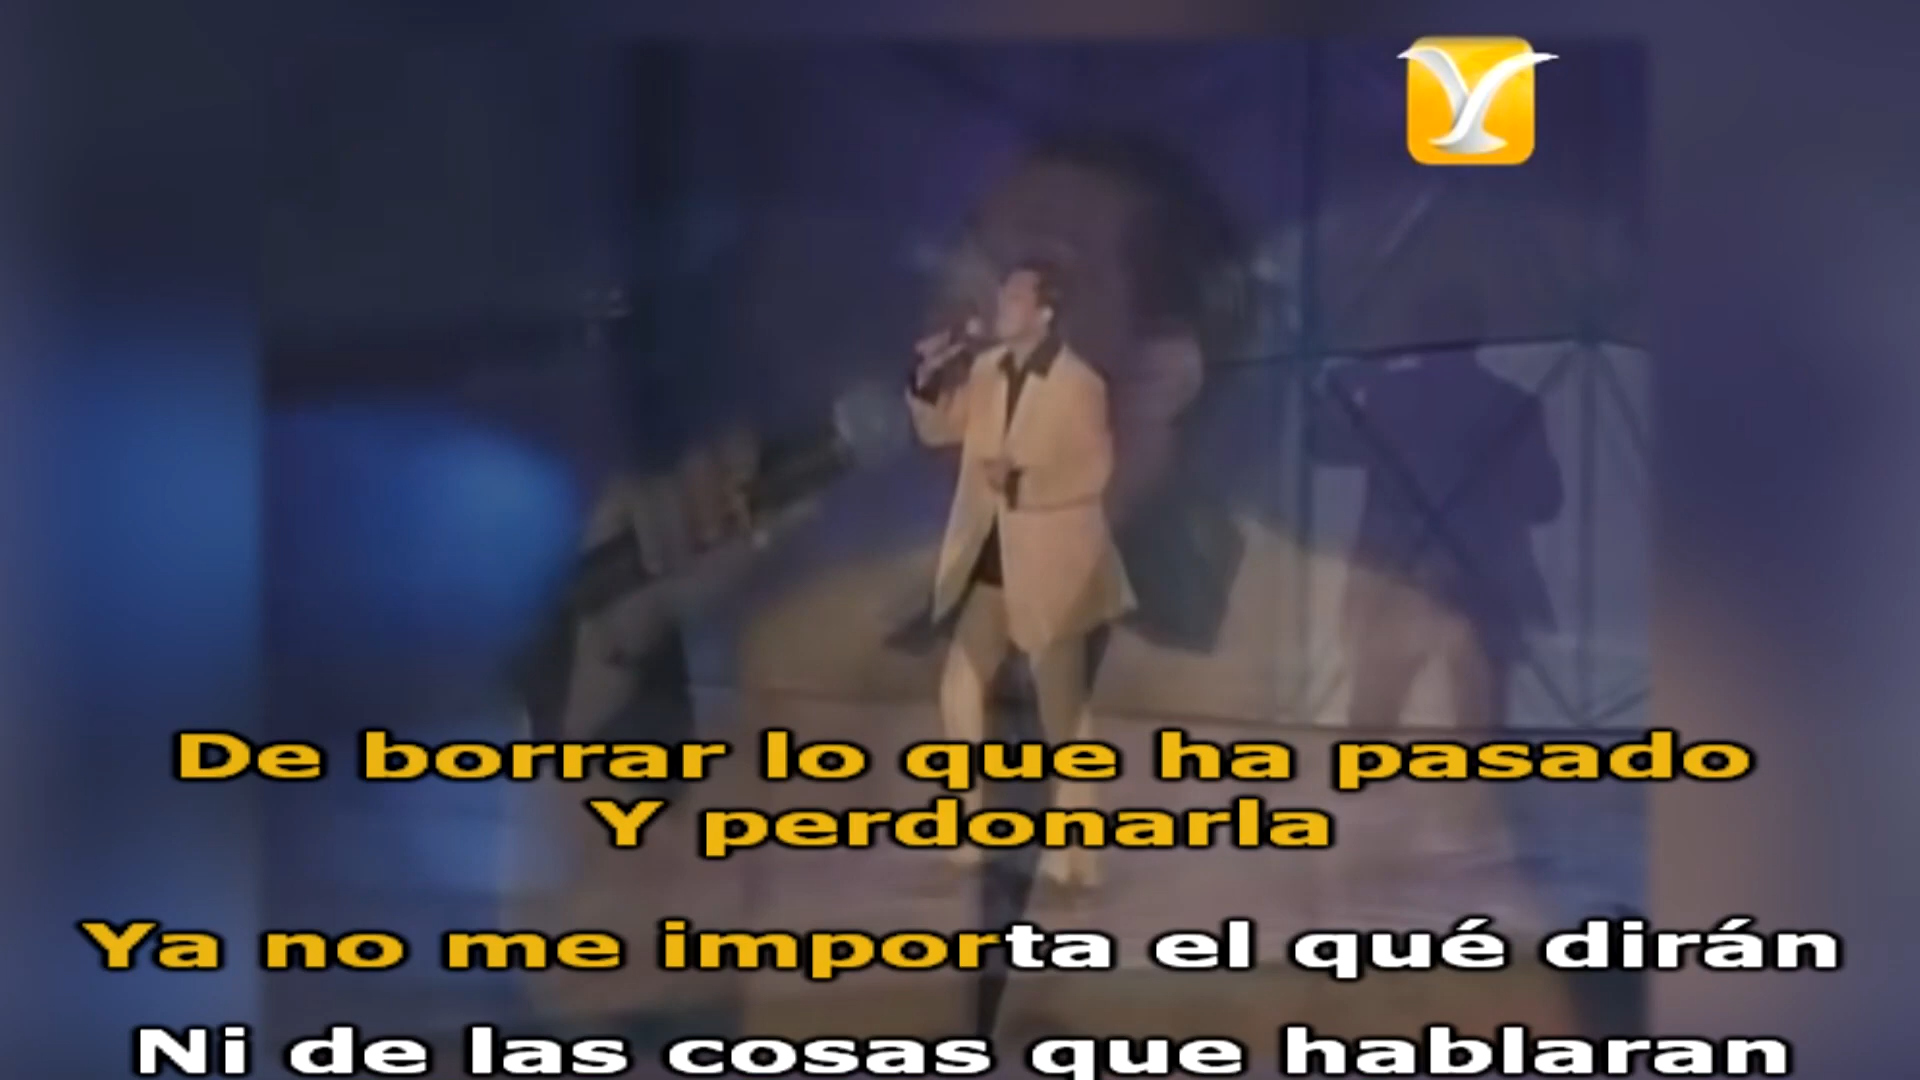 De borrar lo que ha pasado
Y perdonarla
Ya no me importa el qué dirán
Ni de las cosas que hablaran